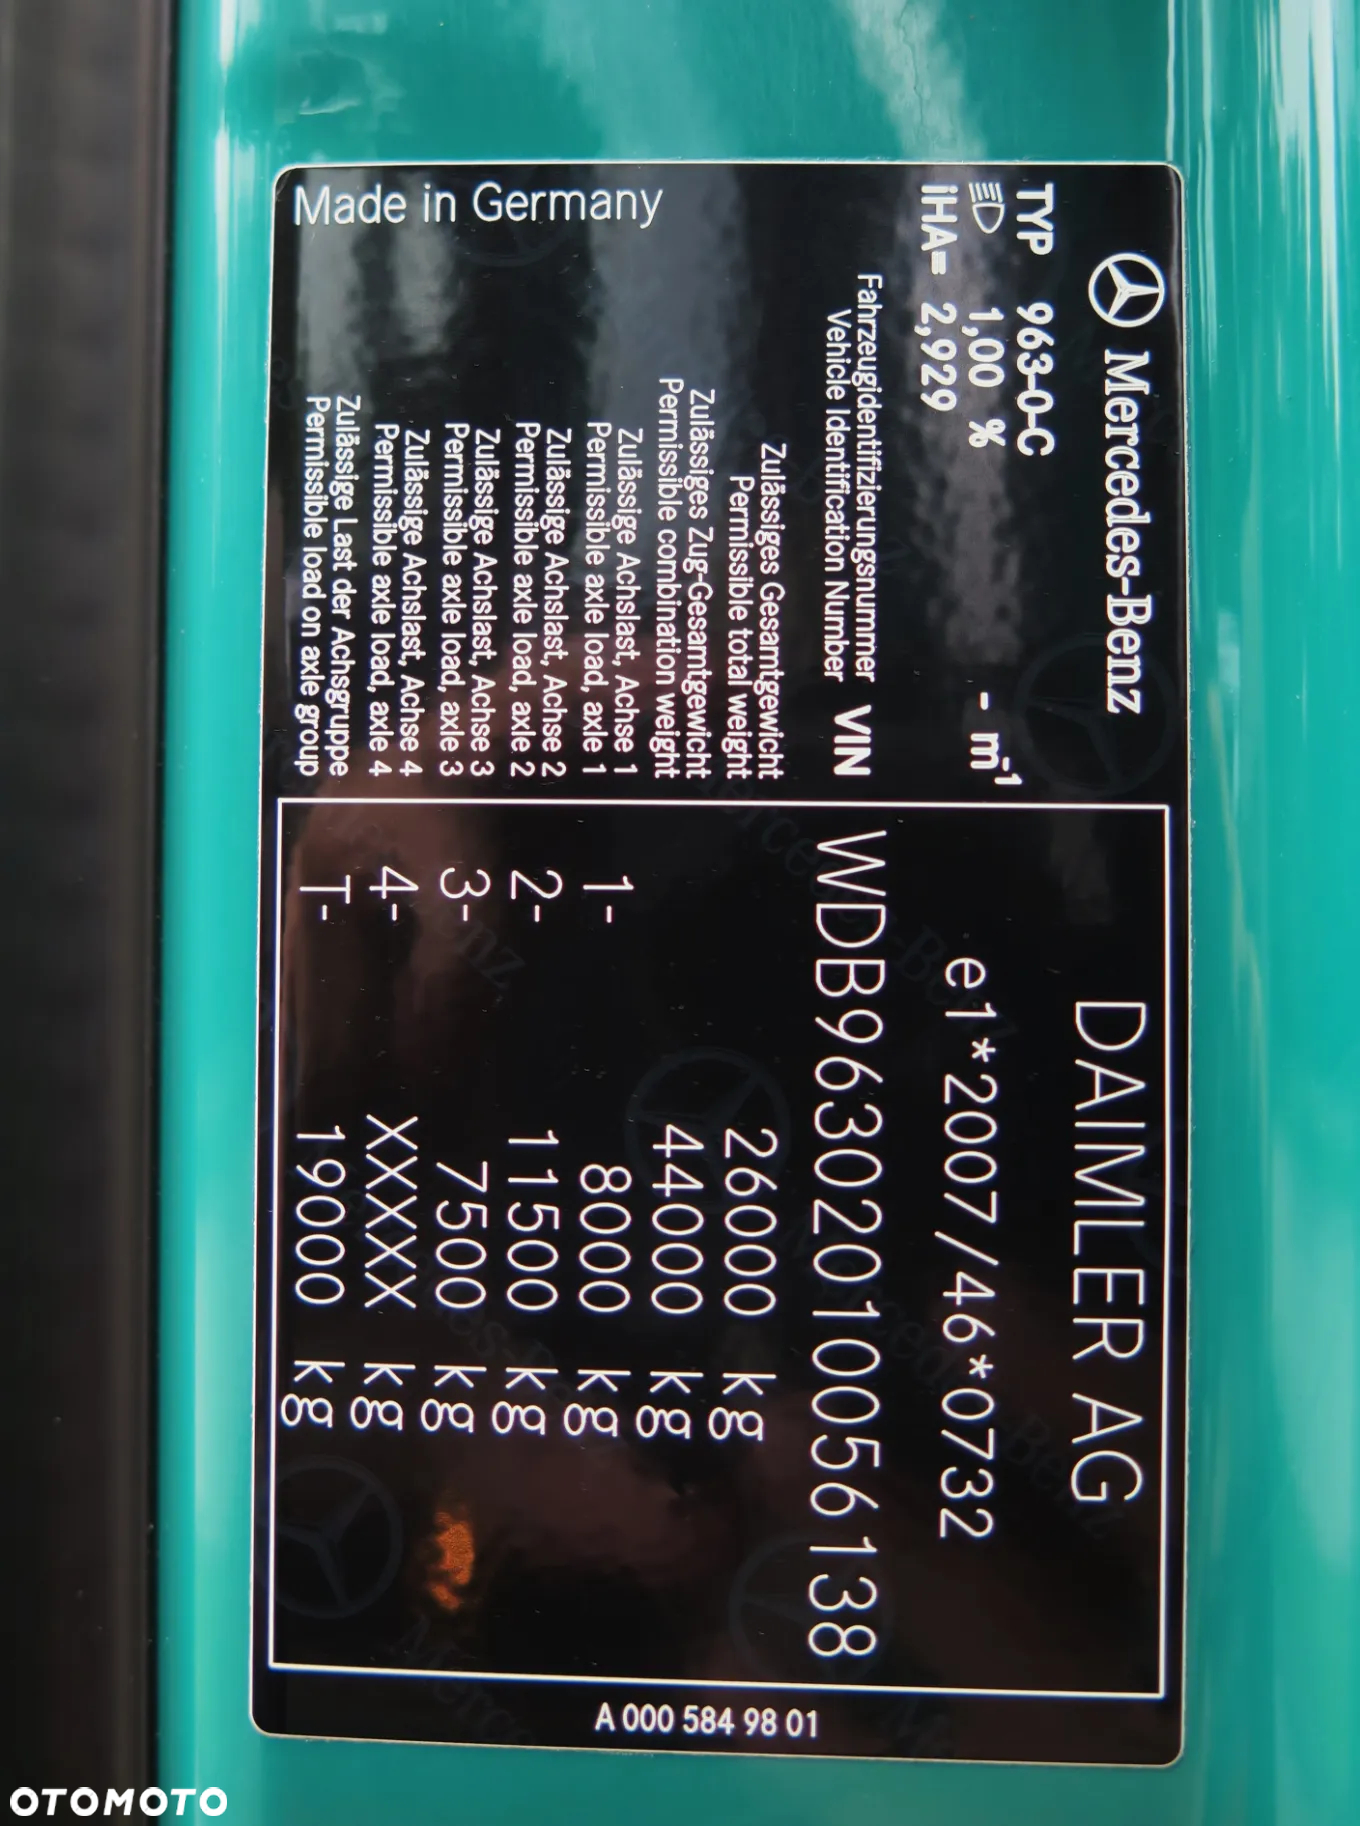 Mercedes-Benz
TYP 963-0-C
1,00 % - m⁻¹
iHA= 2,929
DAIMLER AG
e1*2007/46*0732
Fahrzeugidentifizierungsnummer
Vehicle Identification Number VIN WDB96302010056138
Zulässiges Gesamtgewicht
Permissible total weight 26000 kg
Zulässiges Zug-Gesamtgewicht
Permissible combination weight 44000 kg
Zulässige Achslast, Achse 1
Permissible axle load, axle 1 1- 8000 kg
Zulässige Achslast, Achse 2
Permissible axle load, axle 2 2- 11500 kg
Zulässige Achslast, Achse 3
Permissible axle load, axle 3 3- 7500 kg
Zulässige Achslast, Achse 4
Permissible axle load, axle 4 4- XXXXX kg
Zulässige Last der Achsgruppe
Permissible load on axle group T- 19000 kg
Made in Germany
A 000 584 98 01
OTOMOTO